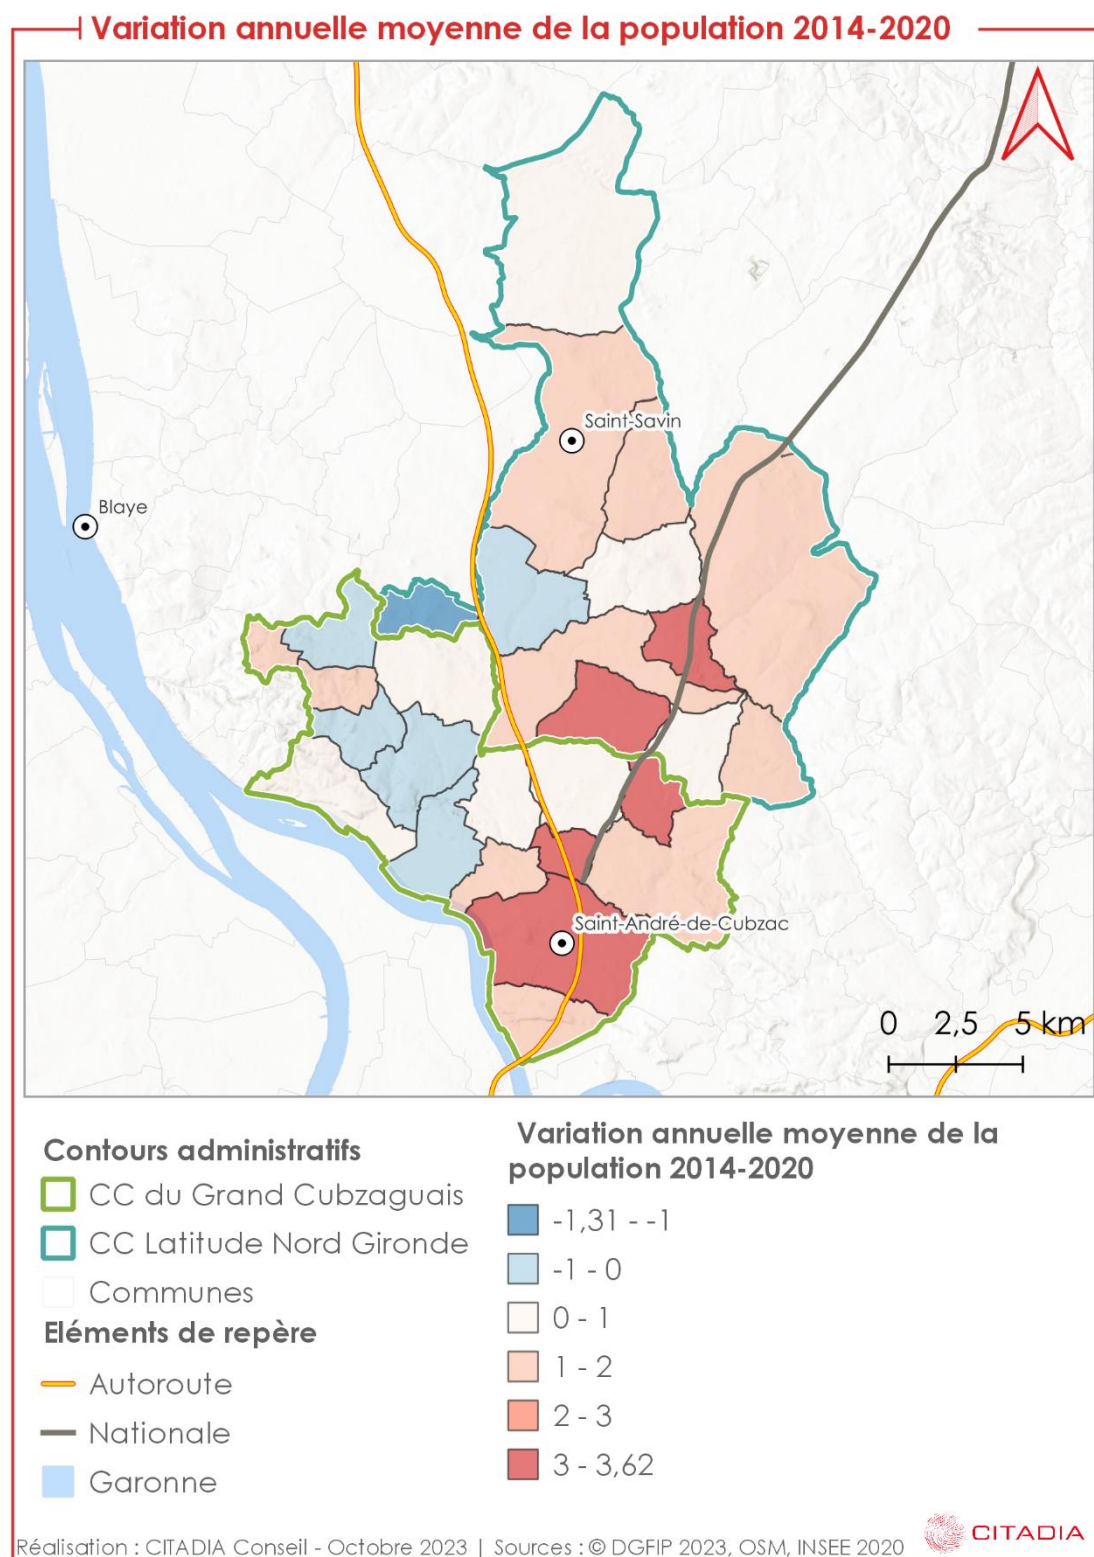 Variation annuelle moyenne de la population 2014-2020
Saint-Savin
Blaye
Saint-André-de-Cubzac
0 2,5 5 km
Contours administratifs
CC du Grand Cubzaguais
CC Latitude Nord Gironde
Communes
Eléments de repère
Autoroute
Nationale
Garonne
Variation annuelle moyenne de la
population 2014-2020
-1,31 - -1
-1 - 0
0 - 1
1 - 2
2 - 3
3 - 3,62
Réalisation : CITADIA Conseil - Octobre 2023 | Sources : © DGFIP 2023, OSM, INSEE 2020
CITADIA